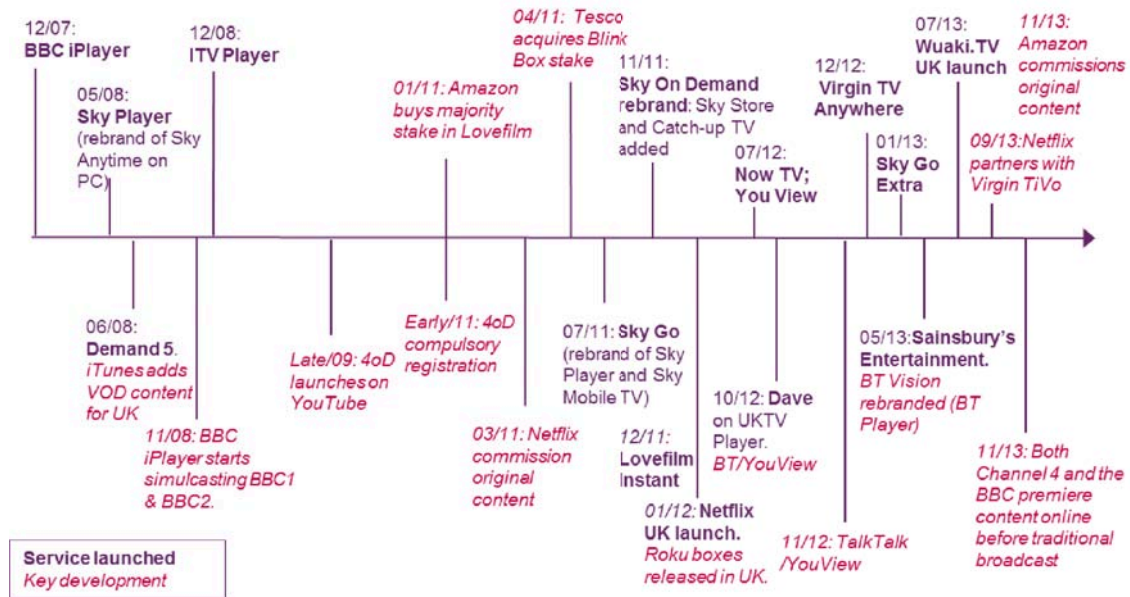 12/07:
BBC iPlayer
05/08:
Sky Player
(rebrand of Sky
Anytime on
PC)
12/08:
ITV Player
01/11: Amazon
buys majority
stake in Lovefilm
04/11: Tesco
acquires Blink
Box stake
11/11:
Sky On Demand
rebrand: Sky Store
and Catch-up TV
added
07/12:
Now TV;
You View
12/12:
Virgin TV
Anywhere
01/13:
Sky Go
Extra
07/13:
Wuaki.TV
UK launch
09/13:Netflix
partners with
Virgin TiVo
11/13:
Amazon
commissions
original
content
06/08:
Demand 5.
iTunes adds
VOD content
for UK
11/08: BBC
iPlayer starts
simulcasting BBC1
& BBC2.
Late/09: 4oD
launches on
YouTube
Early/11: 4oD
compulsory
registration
03/11: Netflix
commission
original
content
07/11: Sky Go
(rebrand of Sky
Player and Sky
Mobile TV)
12/11:
Lovefilm
Instant
01/12: Netflix
UK launch.
Roku boxes
released in UK.
10/12: Dave
on UKTV
Player.
BT/YouView
11/12: TalkTalk
/YouView
05/13:Sainsbury's
Entertainment.
BT Vision
rebranded (BT
Player)
11/13: Both
Channel 4 and the
BBC premiere
content online
before traditional
broadcast
Service launched
Key development